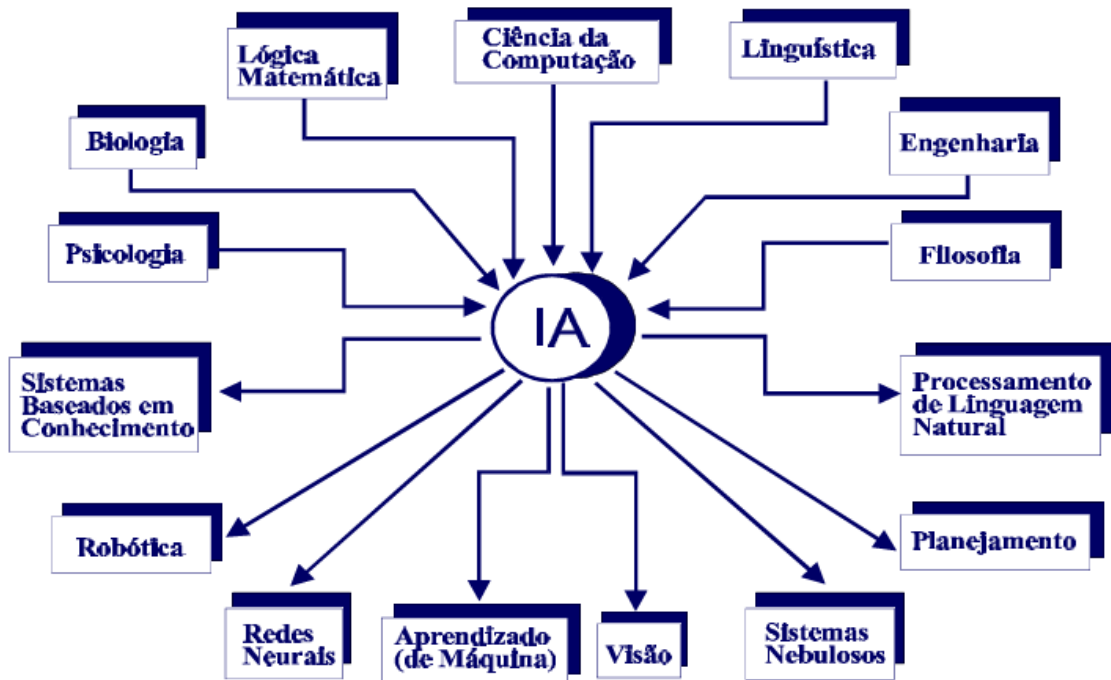 Lógica
Matemática
Ciência da
Computação
Linguística
Biologia
Engenharia
Psicologia
Filosofia
IA
Sistemas
Baseados em
Conhecimento
Processamento
de Linguagem
Natural
Robótica
Planejamento
Redes
Neurais
Aprendizado
(de Máquina)
Visão
Sistemas
Nebulosos